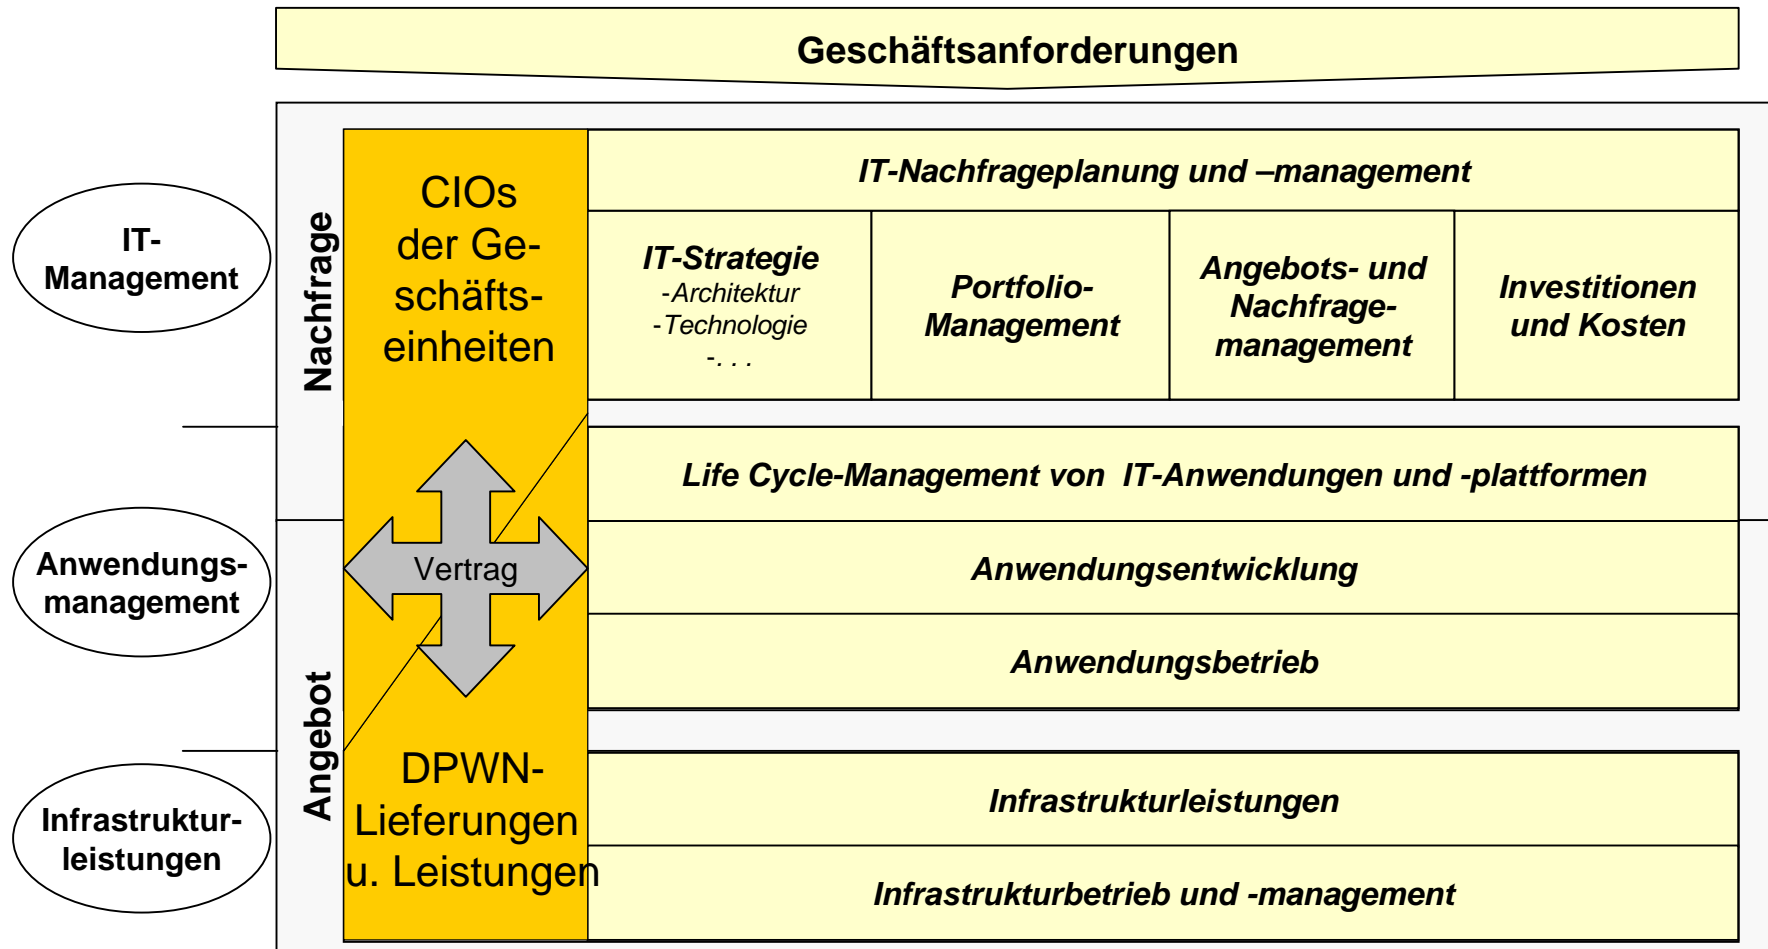 Geschäftsanforderungen
IT-
Management
Nachfrage
CIOs
der Ge-
schäfts-
einheiten
IT-Nachfrageplanung und –management
IT-Strategie
-Architektur
-Technologie
-. . .
Portfolio-
Management
Angebots- und
Nachfrage-
management
Investitionen
und Kosten
Anwendungs-
management
Vertrag
Life Cycle-Management von IT-Anwendungen und -plattformen
Anwendungsentwicklung
Anwendungsbetrieb
Angebot
Infrastruktur-
leistungen
DPWN-
Lieferungen
u. Leistungen
Infrastrukturleistungen
Infrastrukturbetrieb und -management